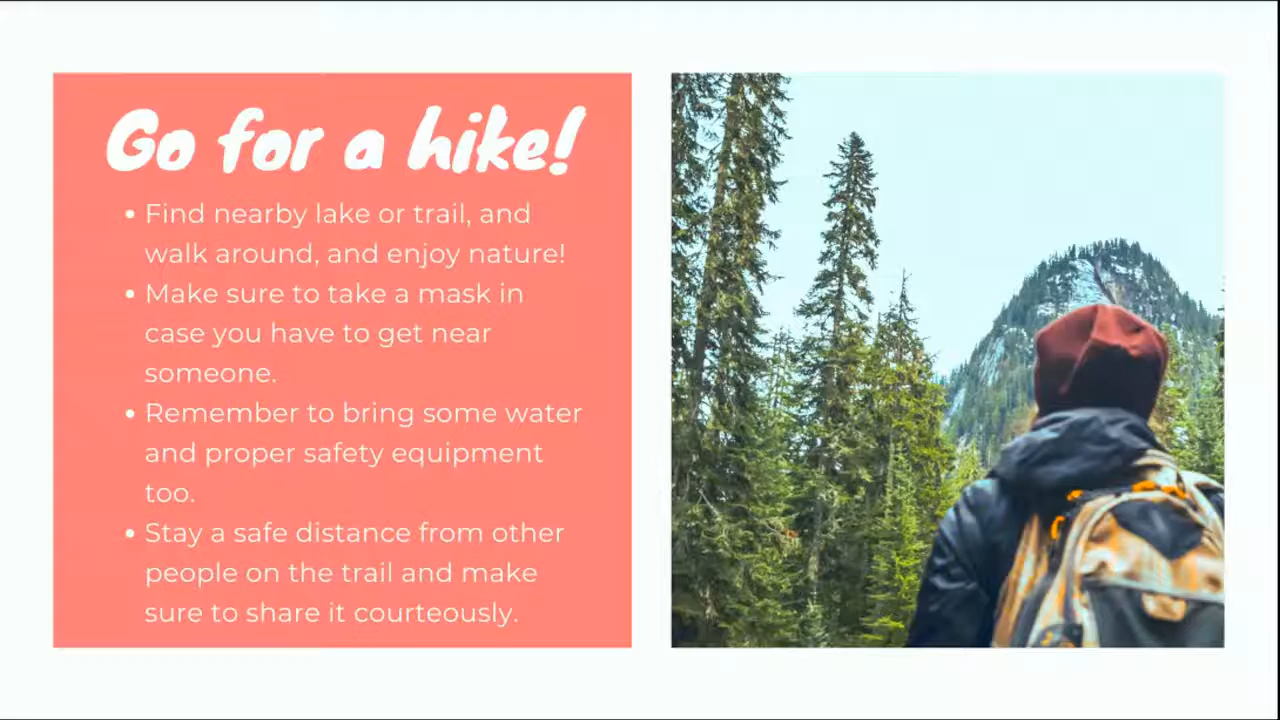 Go for a hike!
• Find nearby lake or trail, and
walk around, and enjoy nature!
• Make sure to take a mask in
case you have to get near
someone.
• Remember to bring some water
and proper safety equipment
too.
• Stay a safe distance from other
people on the trail and make
sure to share it courteously.